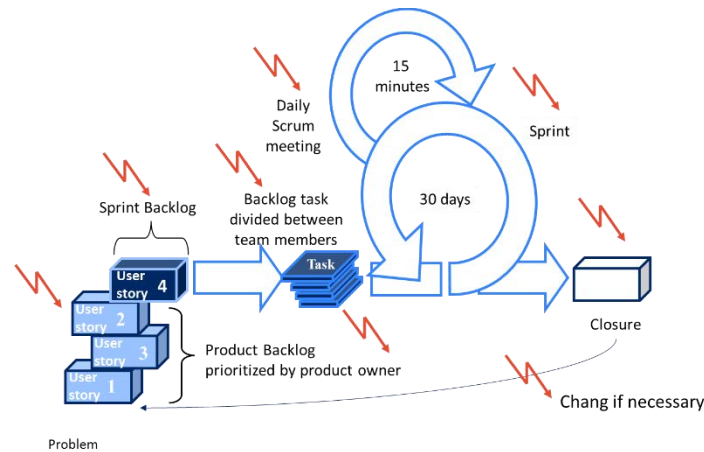 15
minutes
Daily
Scrum
meeting
Sprint
30 days
Sprint Backlog
Backlog task
divided between
team members
Task
User
story 4
User
story 2
User
story 3
User
story 1
Product Backlog
prioritized by product owner
Closure
Chang if necessary
Problem